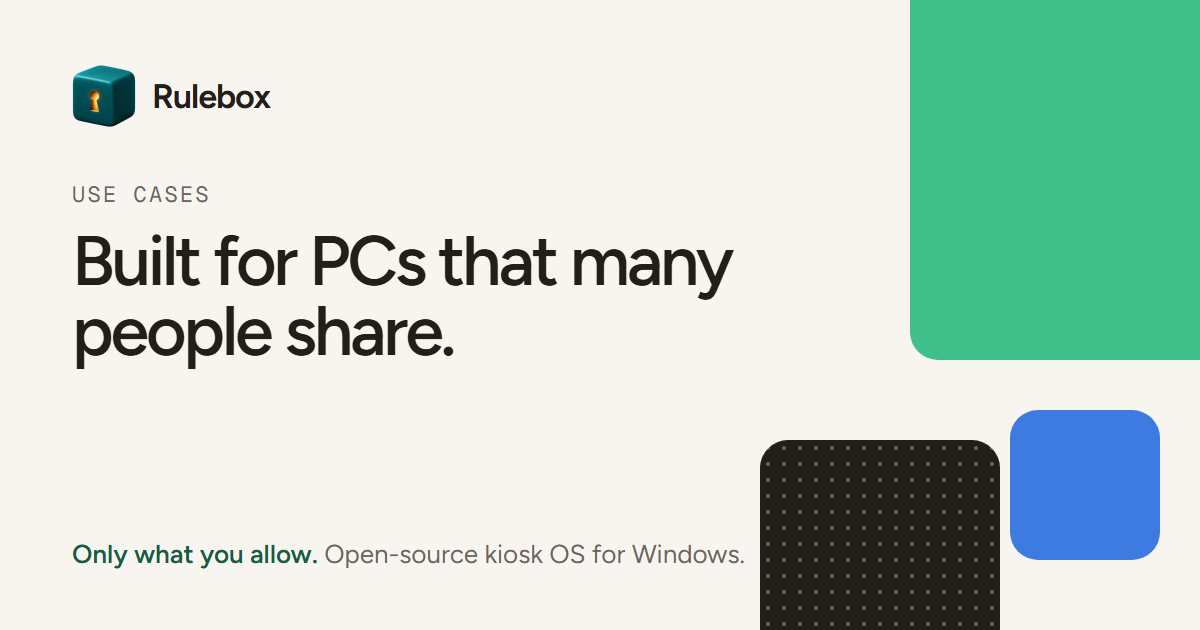 Rulebox
USE CASES
Built for PCs that many
people share.
Only what you allow. Open-source kiosk OS for Windows.